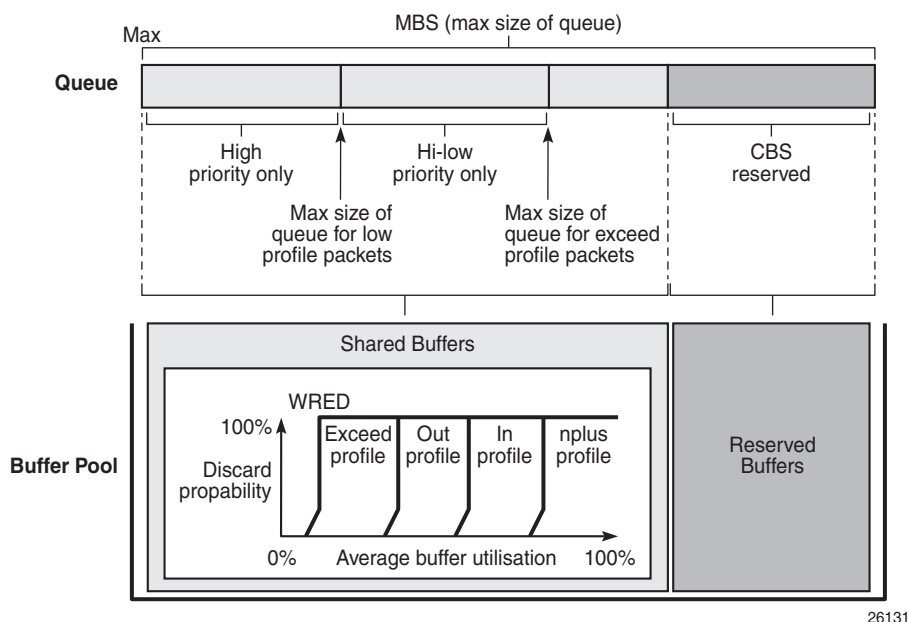 MBS (max size of queue)
Max
Queue
High
priority only
Hi-low
priority only
CBS
reserved
Max size of
queue for low
profile packets
Max size of
queue for exceed
profile packets
Shared Buffers
WRED
100%
Exceed
profile
Out
profile
In
profile
nplus
profile
Discard
propability
0%
Average buffer utilisation
100%
Buffer Pool
Reserved
Buffers
26131